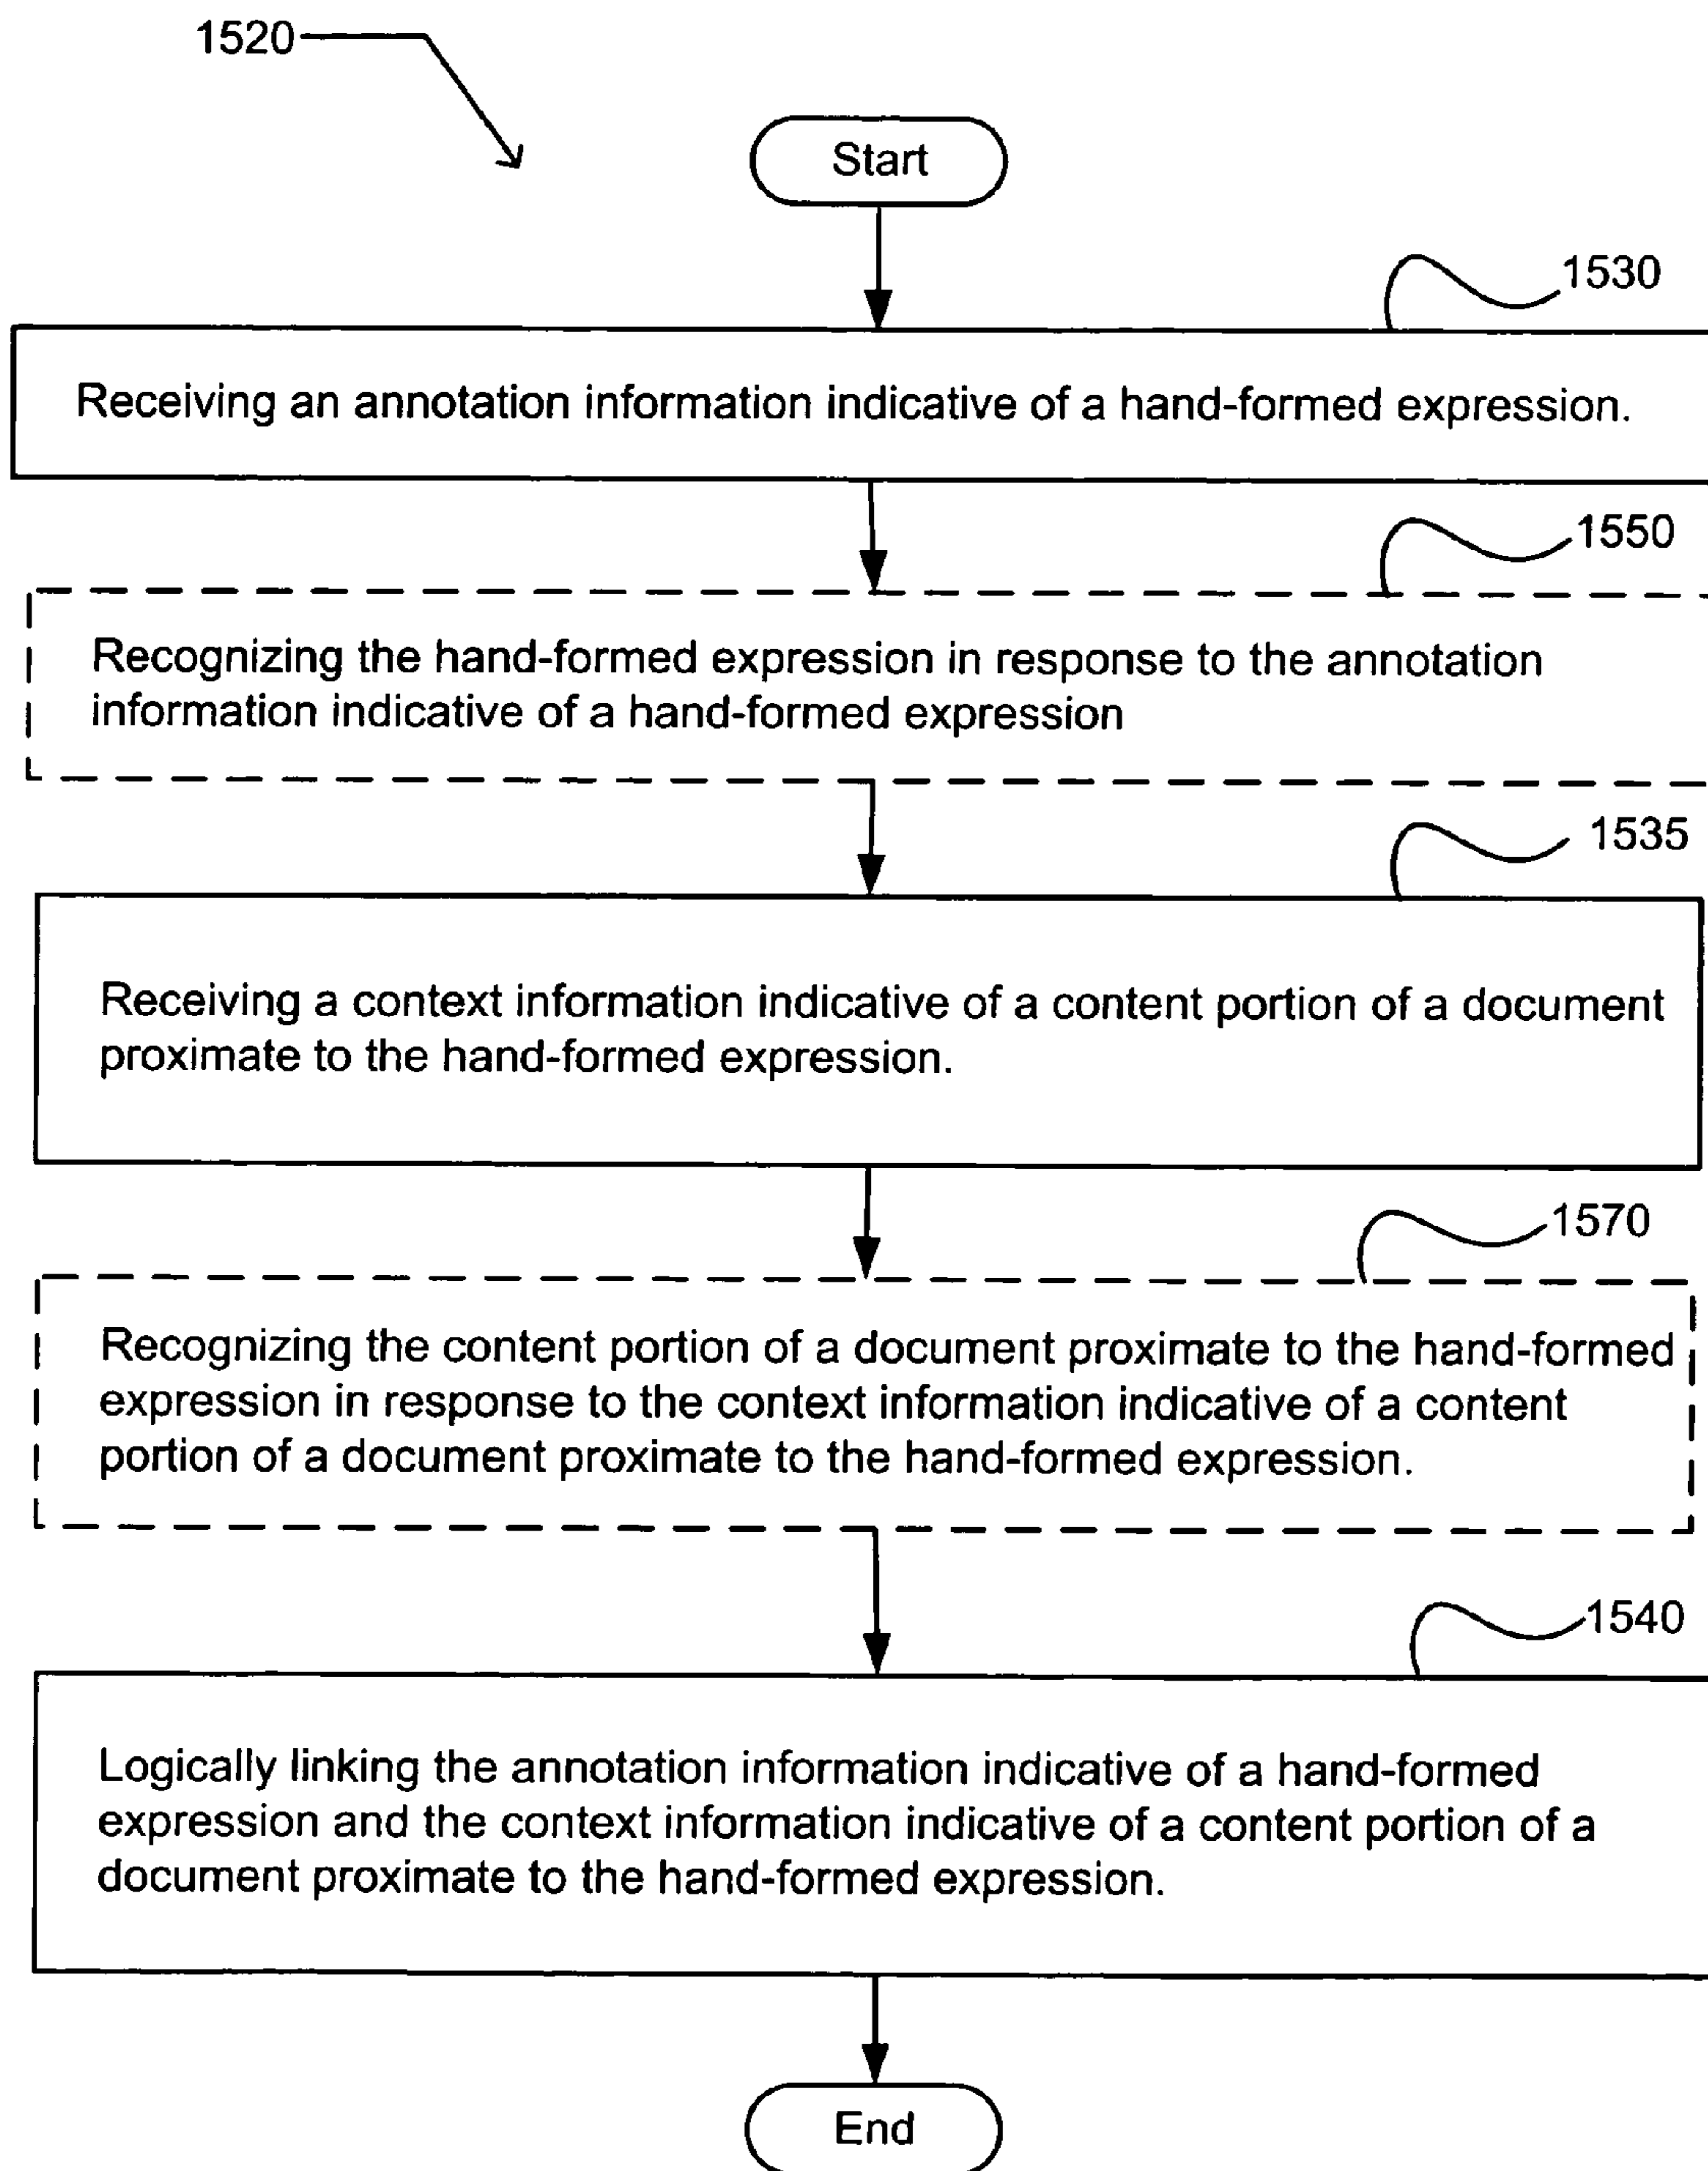 1520
Start
1530
Receiving an annotation information indicative of a hand-formed expression.
1550
Recognizing the hand-formed expression in response to the annotation
information indicative of a hand-formed expression
1535
Receiving a context information indicative of a content portion of a document
proximate to the hand-formed expression.
1570
Recognizing the content portion of a document proximate to the hand-formed
expression in response to the context information indicative of a content
portion of a document proximate to the hand-formed expression.
1540
Logically linking the annotation information indicative of a hand-formed
expression and the context information indicative of a content portion of a
document proximate to the hand-formed expression.
End